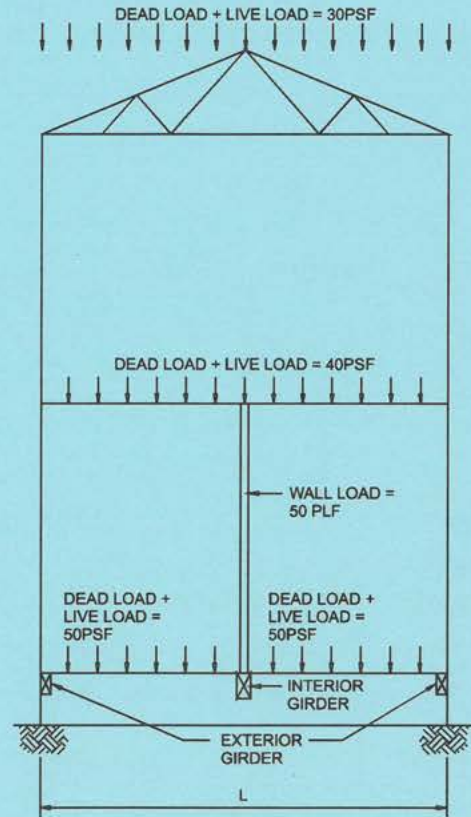 DEAD LOAD + LIVE LOAD = 30PSF
DEAD LOAD + LIVE LOAD = 40PSF
WALL LOAD =
50 PLF
DEAD LOAD +
LIVE LOAD =
50PSF
DEAD LOAD +
LIVE LOAD =
50PSF
INTERIOR
GIRDER
EXTERIOR
GIRDER
L